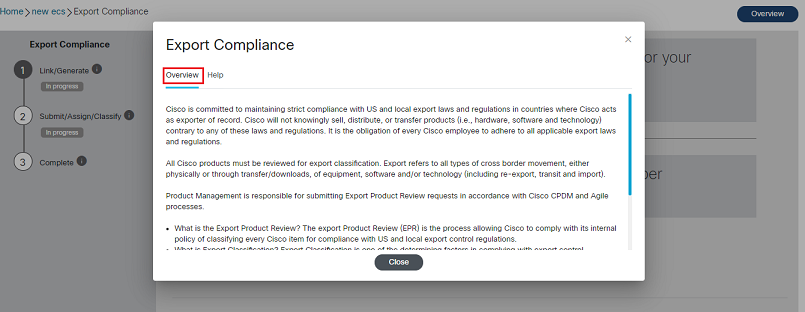 Home > new ecs > Export Compliance
Overview
Export Compliance
1 Link/Generate
In progress
2 Submit/Assign/Classify
In progress
3 Complete
or your
per
Export Compliance
×
Overview Help
Cisco is committed to maintaining strict compliance with US and local export laws and regulations in countries where Cisco acts
as exporter of record. Cisco will not knowingly sell, distribute, or transfer products (i.e., hardware, software and technology)
contrary to any of these laws and regulations. It is the obligation of every Cisco employee to adhere to all applicable export laws
and regulations.
All Cisco products must be reviewed for export classification. Export refers to all types of cross border movement, either
physically or through transfer/downloads, of equipment, software and/or technology (including re-export, transit and import).
Product Management is responsible for submitting Export Product Review requests in accordance with Cisco CPDM and Agile
processes.
• What is the Export Product Review? The export Product Review (EPR) is the process allowing Cisco to comply with its internal
policy of classifying every Cisco item for compliance with US and local export control regulations.
• What is Export Classification? Export Classification is one of the determining factors in complying with export control
Close